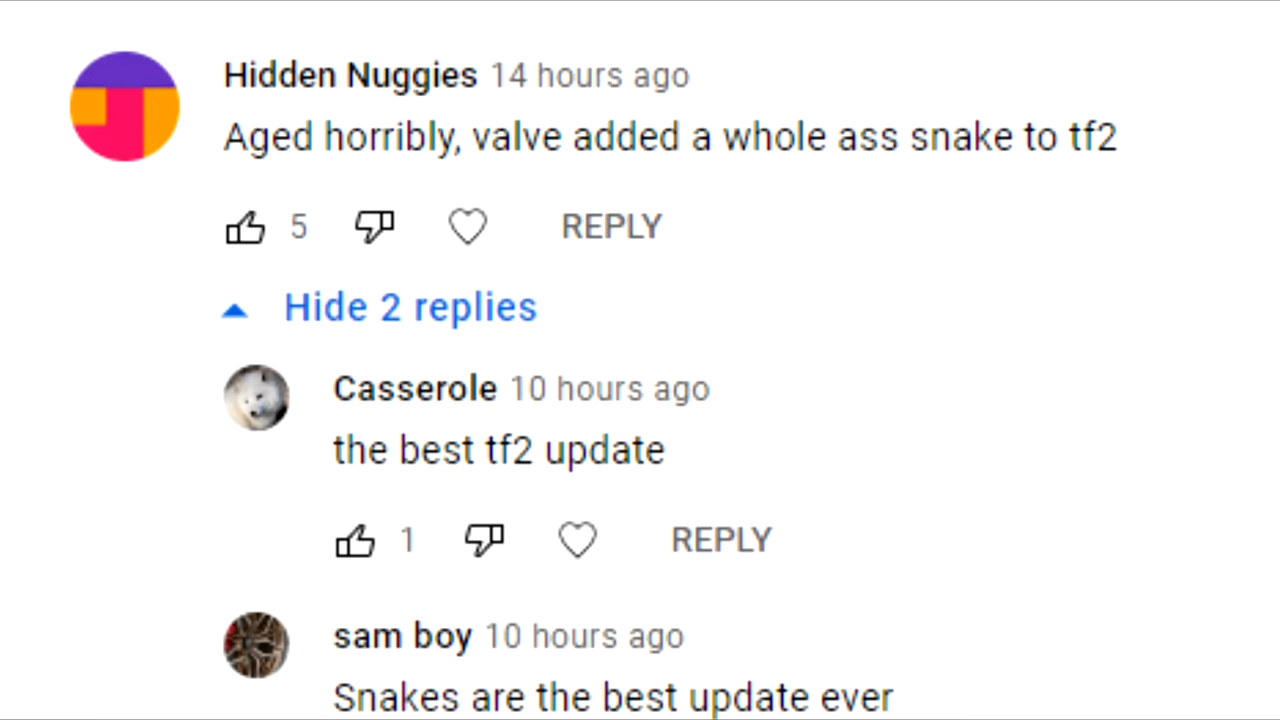 Hidden Nuggies 14 hours ago
Aged horribly, valve added a whole ass snake to tf2
5 REPLY
Hide 2 replies
Casserole 10 hours ago
the best tf2 update
1 REPLY
sam boy 10 hours ago
Snakes are the best update ever